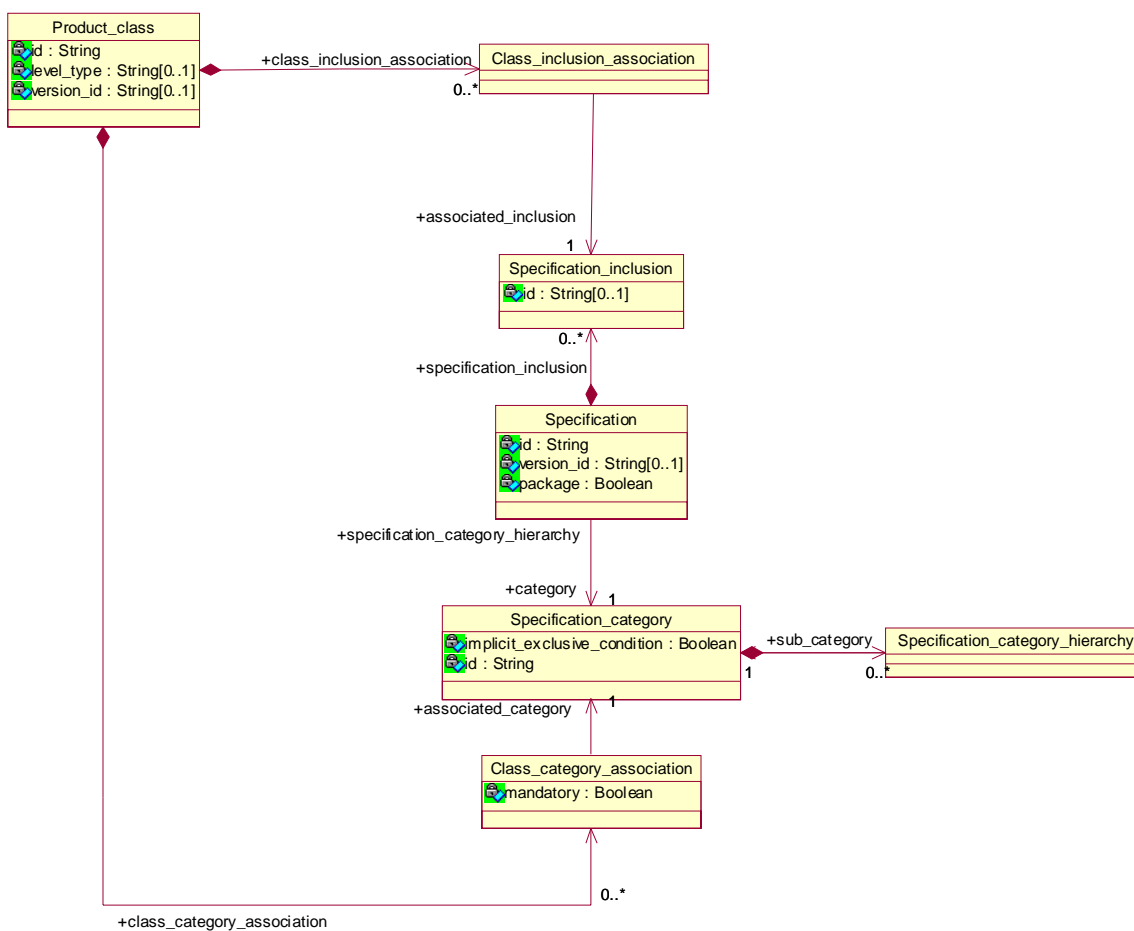 Product_class
id : String
level_type : String[0..1]
version_id : String[0..1]
+class_inclusion_association
0..*
Class_inclusion_association
+associated_inclusion
1
Specification_inclusion
id : String[0..1]
0..*
+specification_inclusion
Specification
id : String
version_id : String[0..1]
package : Boolean
+specification_category_hierarchy
+category
1
Specification_category
implicit_exclusive_condition : Boolean
id : String
+sub_category
1
0..*
Specification_category_hierarchy
+associated_category
1
Class_category_association
mandatory : Boolean
0..*
+class_category_association